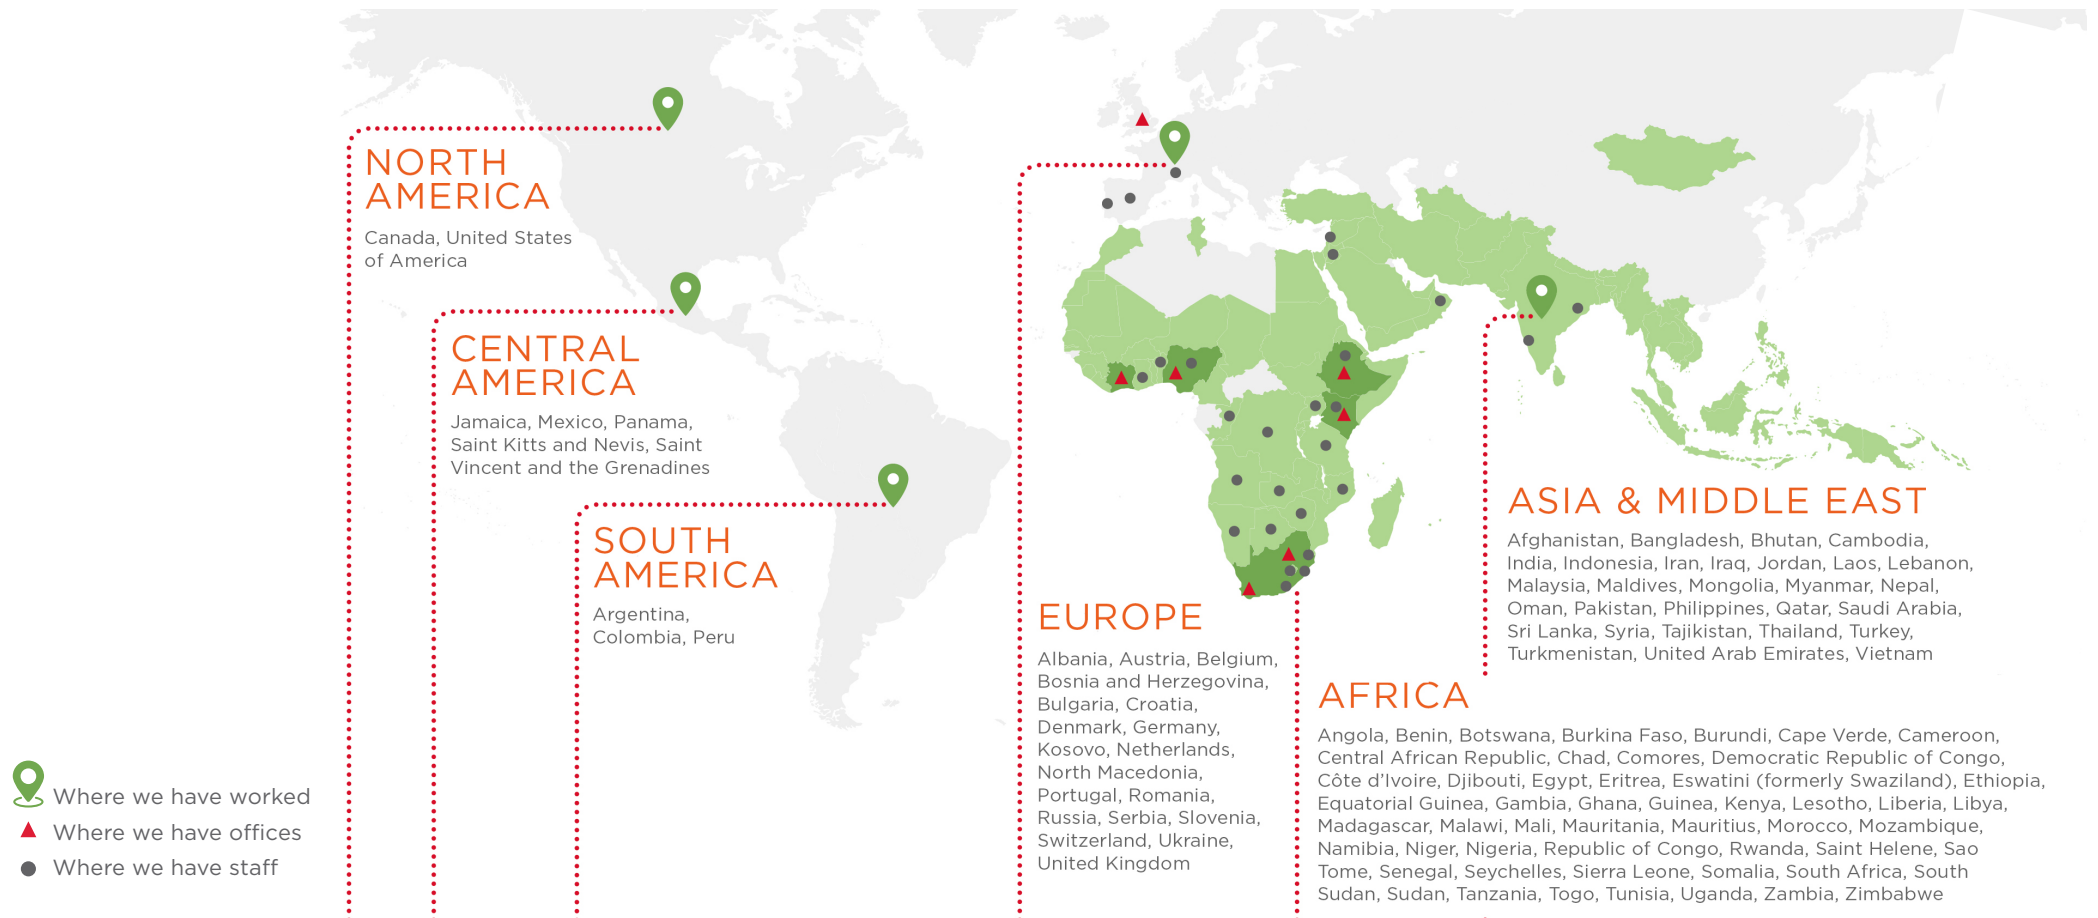 NORTH
AMERICA
Canada, United States
of America
CENTRAL
AMERICA
Jamaica, Mexico, Panama,
Saint Kitts and Nevis, Saint
Vincent and the Grenadines
SOUTH
AMERICA
Argentina,
Colombia, Peru
EUROPE
Albania, Austria, Belgium,
Bosnia and Herzegovina,
Bulgaria, Croatia,
Denmark, Germany,
Kosovo, Netherlands,
North Macedonia,
Portugal, Romania,
Russia, Serbia, Slovenia,
Switzerland, Ukraine,
United Kingdom
ASIA & MIDDLE EAST
Afghanistan, Bangladesh, Bhutan, Cambodia,
India, Indonesia, Iran, Iraq, Jordan, Laos, Lebanon,
Malaysia, Maldives, Mongolia, Myanmar, Nepal,
Oman, Pakistan, Philippines, Qatar, Saudi Arabia,
Sri Lanka, Syria, Tajikistan, Thailand, Turkey,
Turkmenistan, United Arab Emirates, Vietnam
AFRICA
Angola, Benin, Botswana, Burkina Faso, Burundi, Cape Verde, Cameroon,
Central African Republic, Chad, Comores, Democratic Republic of Congo,
Côte d’Ivoire, Djibouti, Egypt, Eritrea, Eswatini (formerly Swaziland), Ethiopia,
Equatorial Guinea, Gambia, Ghana, Guinea, Kenya, Lesotho, Liberia, Libya,
Madagascar, Malawi, Mali, Mauritania, Mauritius, Morocco, Mozambique,
Namibia, Niger, Nigeria, Republic of Congo, Rwanda, Saint Helene, Sao
Tome, Senegal, Seychelles, Sierra Leone, Somalia, South Africa, South
Sudan, Sudan, Tanzania, Togo, Tunisia, Uganda, Zambia, Zimbabwe
Where we have worked
Where we have offices
Where we have staff